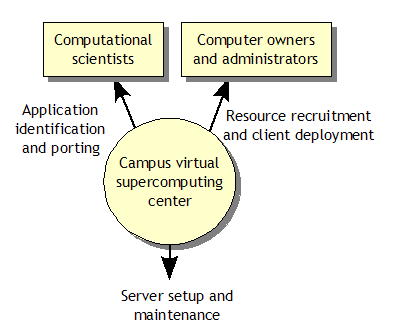 Computational
scientists
Computer owners
and administrators
Application
identification
and porting
Resource recruitment
and client deployment
Campus virtual
supercomputing
center
Server setup and
maintenance